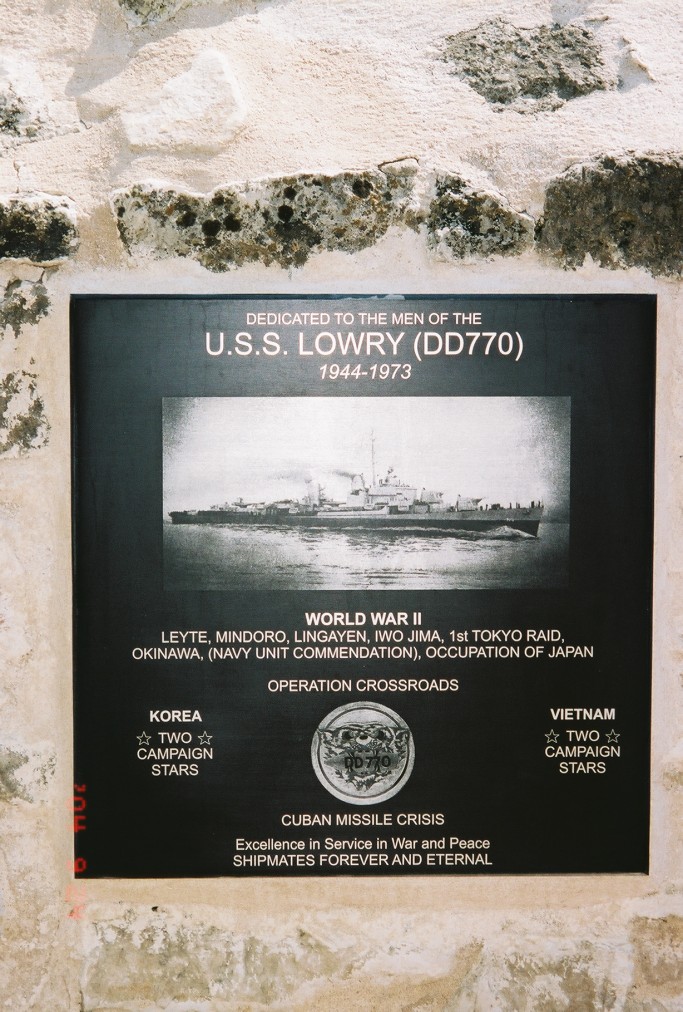 DEDICATED TO THE MEN OF THE
U.S.S. LOWRY (DD770)
1944-1973
WORLD WAR II
LEYTE, MINDORO, LINGAYEN, IWO JIMA, 1st TOKYO RAID,
OKINAWA, (NAVY UNIT COMMENDATION), OCCUPATION OF JAPAN
OPERATION CROSSROADS
KOREA
☆ TWO ☆
CAMPAIGN
STARS
DD770
VIETNAM
☆ TWO ☆
CAMPAIGN
STARS
CUBAN MISSILE CRISIS
Excellence in Service in War and Peace
SHIPMATES FOREVER AND ETERNAL